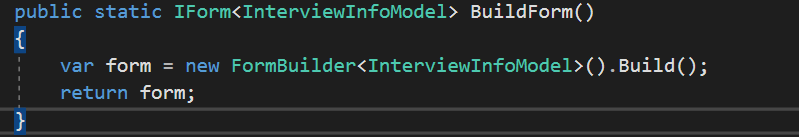 public static IForm<InterviewInfoModel> BuildForm()
{
var form = new FormBuilder<InterviewInfoModel>().Build();
return form;
}